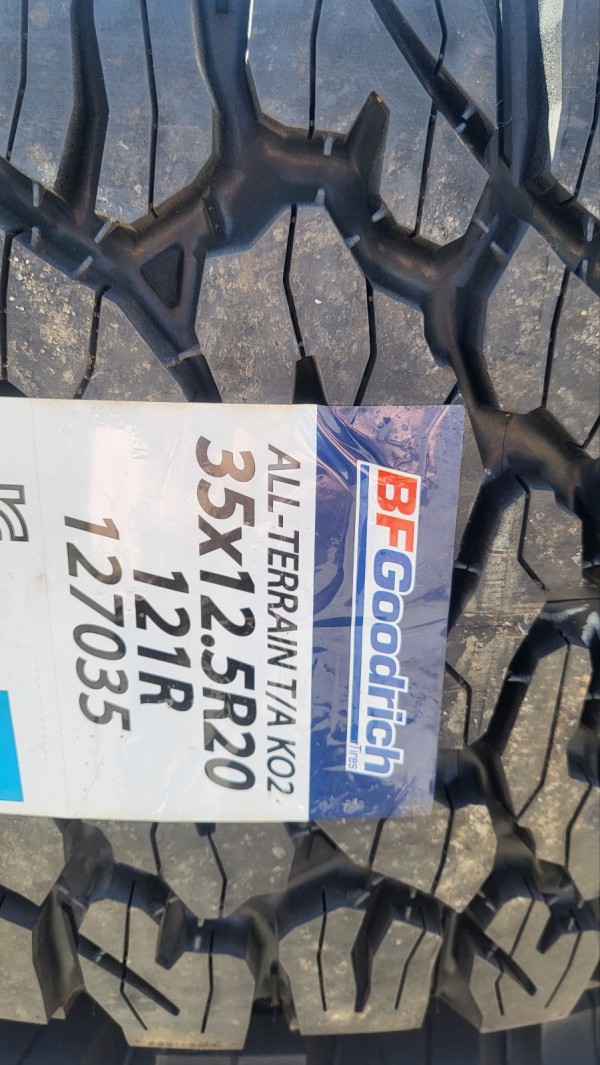 BFGoodrich
Tires
ALL-TERRAIN T/A KO2
35x12.5R20
121R
127035